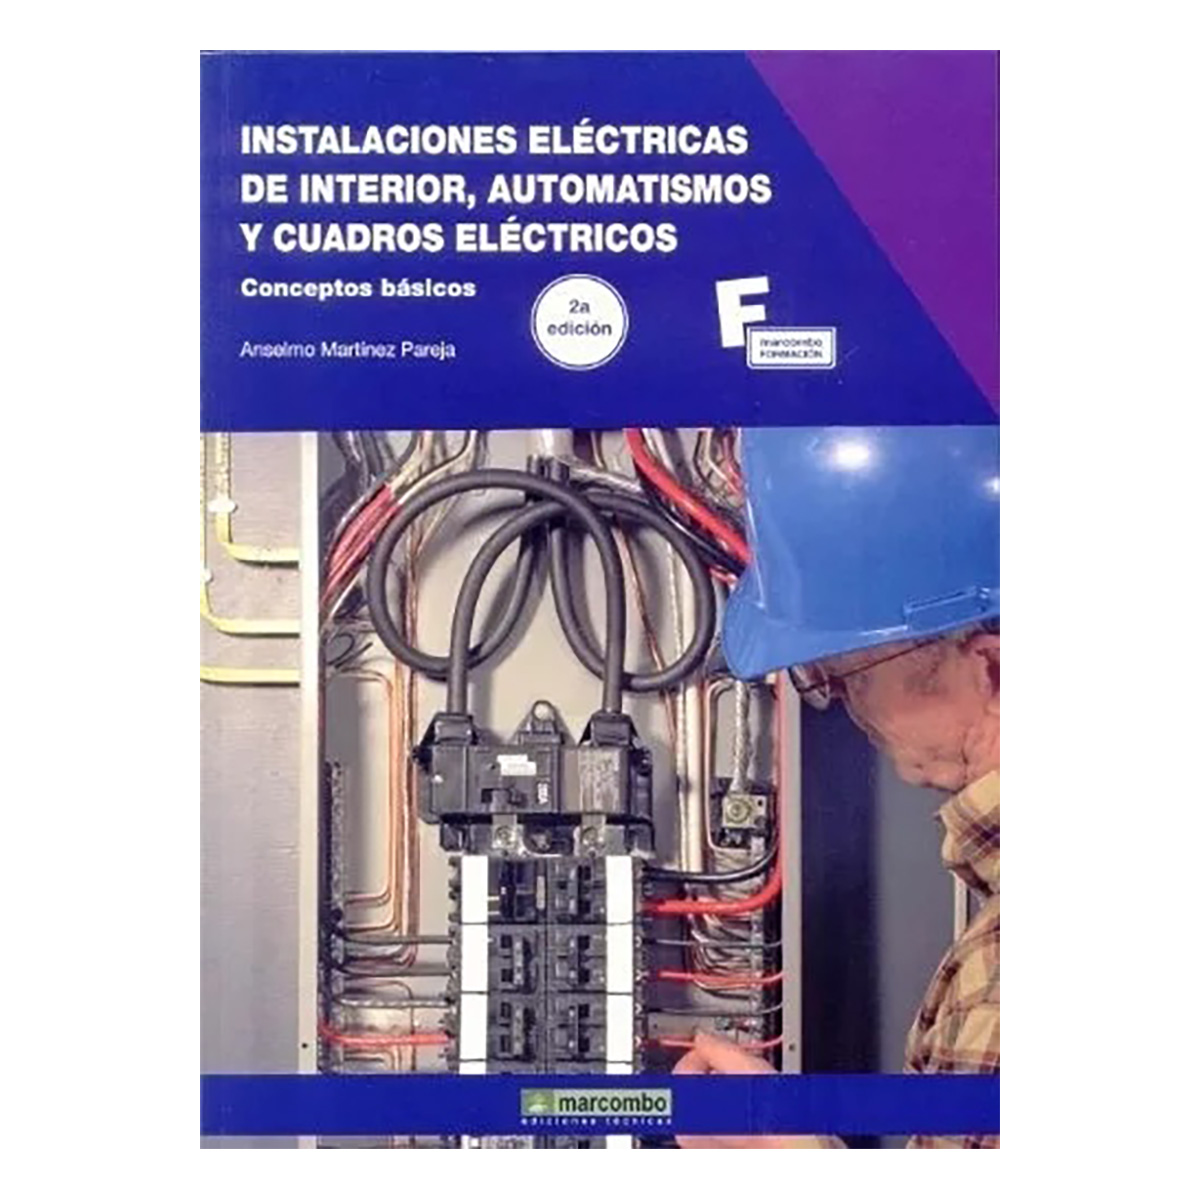 INSTALACIONES ELÉCTRICAS
DE INTERIOR, AUTOMATISMOS
Y CUADROS ELÉCTRICOS
Conceptos básicos
2a
edición
Anselmo Martínez Pareja
F
marcombo
FORMACIÓN
marcombo
ediciones técnicas